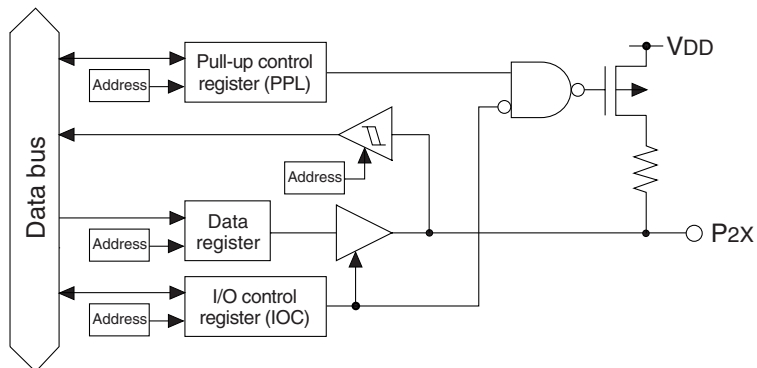 Pull-up control
register (PPL)
VDD
Address
Address
Data bus
Data
register
P2X
Address
I/O control
register (IOC)
Address